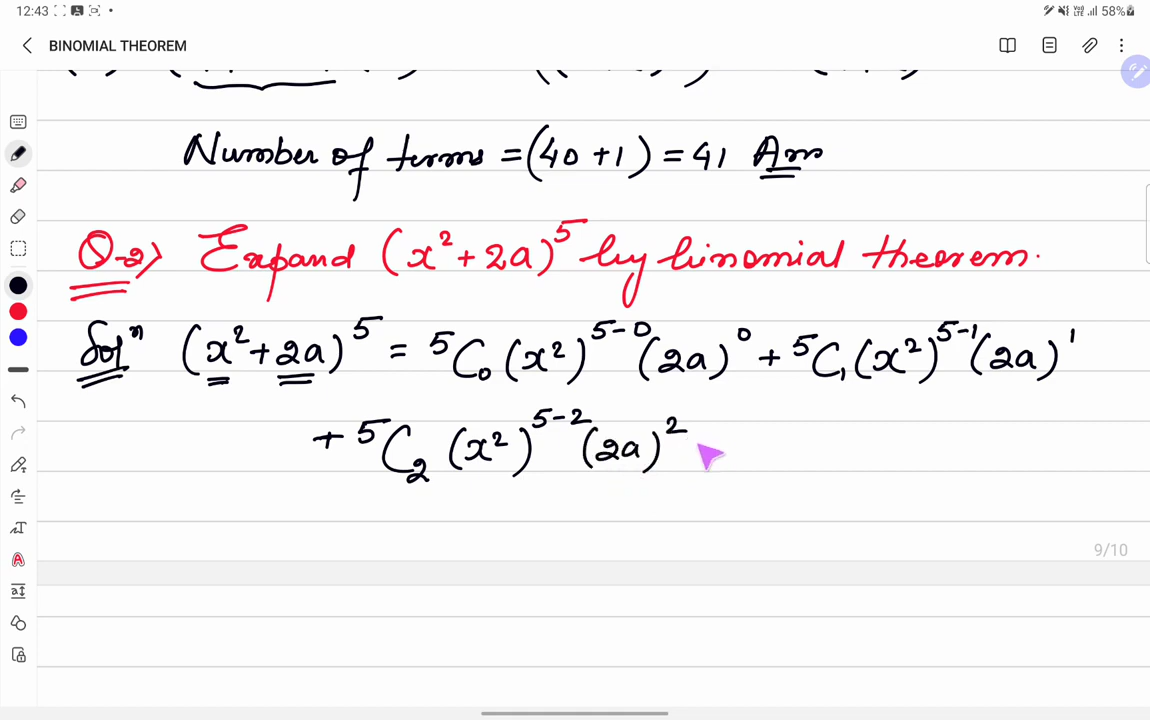 12:43 58%
BINOMIAL THEOREM
Number of terms = (40 + 1) = 41 Ans
Q-2) Expand (x² + 2a)⁵ by binomial theorem.
Solⁿ (x² + 2a)⁵ = ⁵C₀ (x²)⁵⁻⁰ (2a)⁰ + ⁵C₁ (x²)⁵⁻¹ (2a)¹
+ ⁵C₂ (x²)⁵⁻² (2a)²
9/10